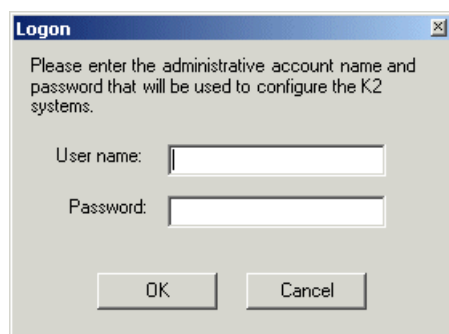 Logon
Please enter the administrative account name and
password that will be used to configure the K2
systems.
User name:
Password:
OK Cancel